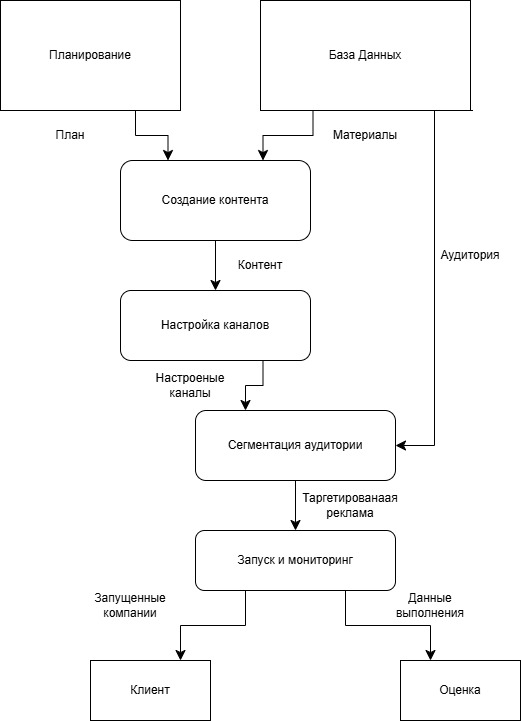 Планирование
База Данных
План
Материалы
Создание контента
Аудитория
Контент
Настройка каналов
Настроеные
каналы
Сегментация аудитории
Таргетированаая
реклама
Запуск и мониторинг
Запущенные
компании
Данные
выполнения
Клиент
Оценка